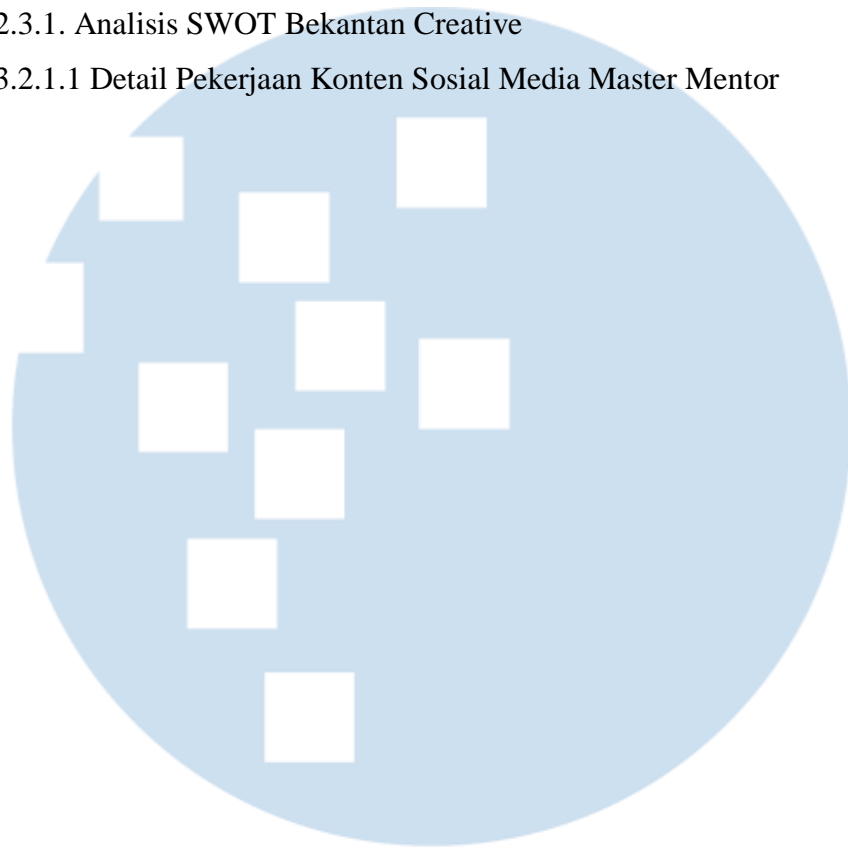 2.3.1. Analisis SWOT Bekantan Creative
3.2.1.1 Detail Pekerjaan Konten Sosial Media Master Mentor